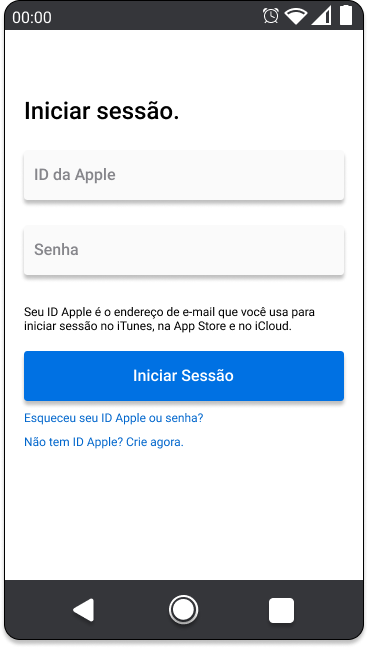 00:00
Iniciar sessão.
ID da Apple
Senha
Seu ID Apple é o endereço de e-mail que você usa para
iniciar sessão no iTunes, na App Store e no iCloud.
Iniciar Sessão
Esqueceu seu ID Apple ou senha?
Não tem ID Apple? Crie agora.